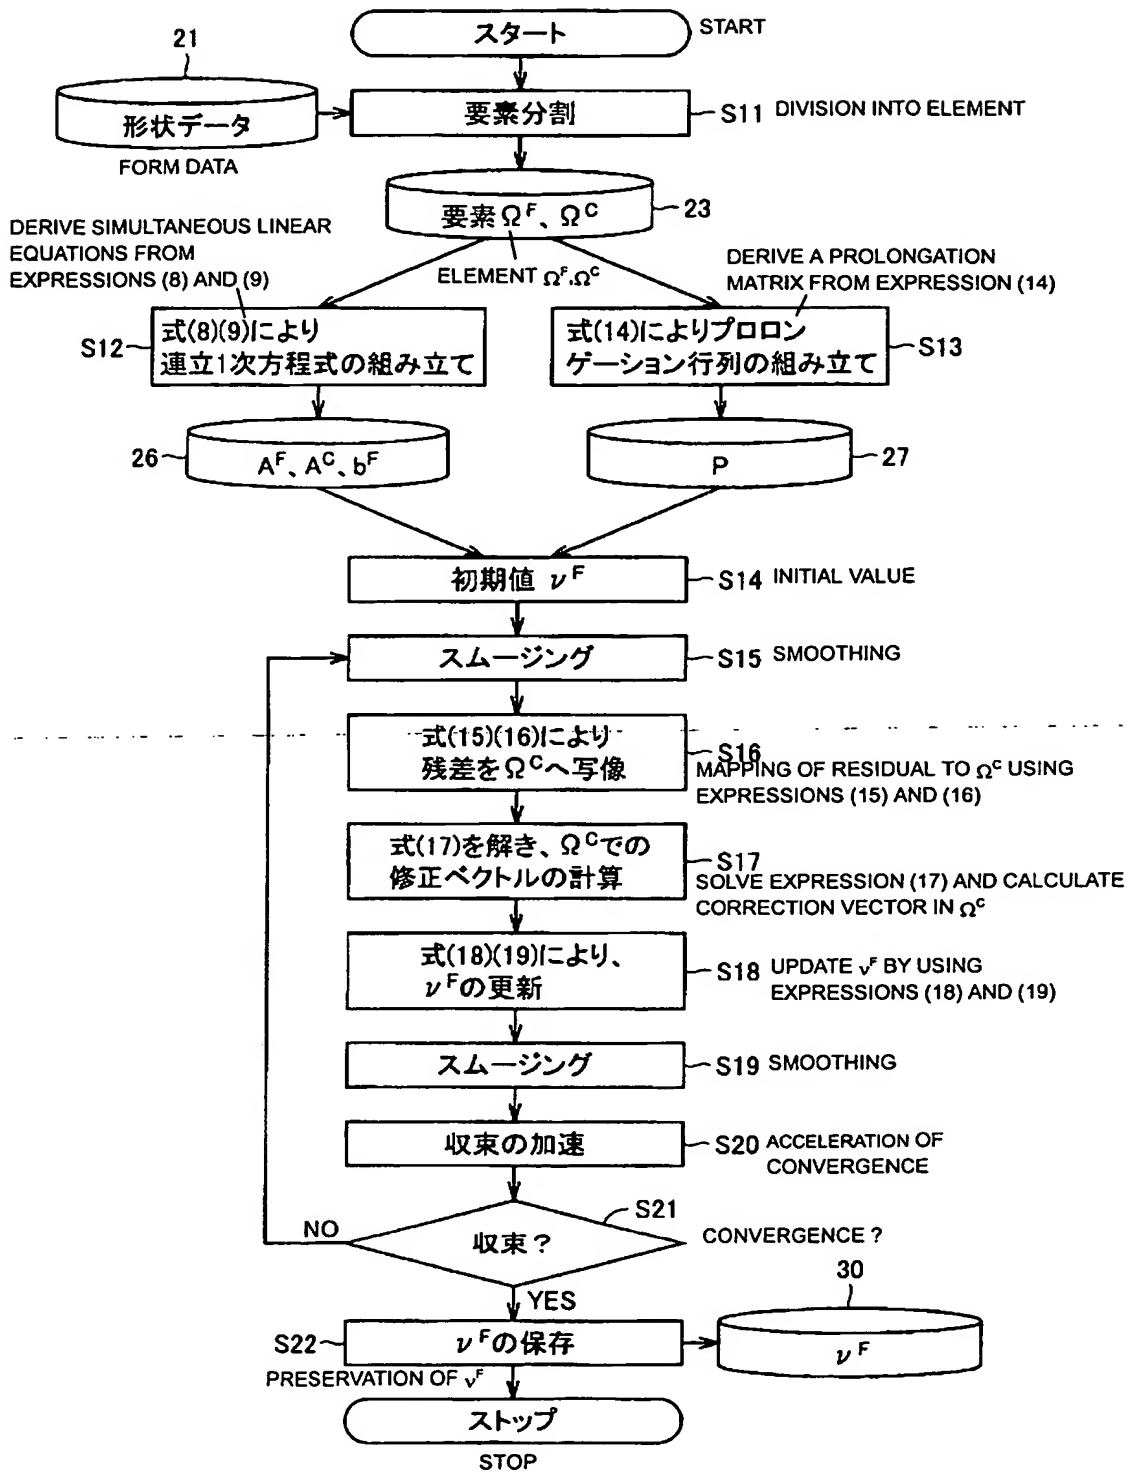 スタート
START
21
形状データ
FORM DATA
要素分割
S11 DIVISION INTO ELEMENT
要素 Ω^F、Ω^C
23
ELEMENT Ω^F,Ω^C
DERIVE SIMULTANEOUS LINEAR
EQUATIONS FROM
EXPRESSIONS (8) AND (9)
DERIVE A PROLONGATION
MATRIX FROM EXPRESSION (14)
S12
式(8)(9)により
連立1次方程式の組み立て
式(14)によりプロロン
ゲーション行列の組み立て
S13
26
A^F、A^C、b^F
P
27
初期値 ν^F
S14 INITIAL VALUE
スムージング
S15 SMOOTHING
式(15)(16)により
残差をΩ^Cへ写像
S16
MAPPING OF RESIDUAL TO Ω^C USING
EXPRESSIONS (15) AND (16)
式(17)を解き、Ω^Cでの
修正ベクトルの計算
S17
SOLVE EXPRESSION (17) AND CALCULATE
CORRECTION VECTOR IN Ω^C
式(18)(19)により、
ν^Fの更新
S18 UPDATE ν^F BY USING
EXPRESSIONS (18) AND (19)
スムージング
S19 SMOOTHING
収束の加速
S20 ACCELERATION OF
CONVERGENCE
S21
NO
収束？
CONVERGENCE ?
YES
30
S22
ν^Fの保存
ν^F
PRESERVATION OF ν^F
ストップ
STOP